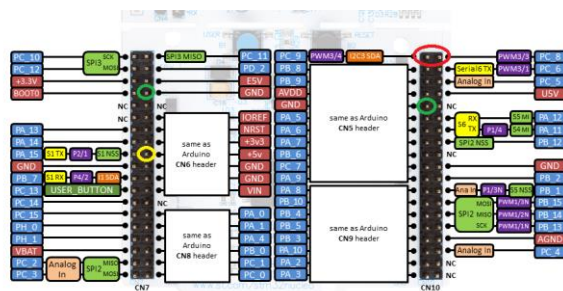 USER RESET
PC_10 SPI3 SCK SPI3 MISO PC_11 PC_9 PWM3/4 I2C3 SDA PWM3/3 PC_8
PC_12 MOSI PD_2 PB_8 Serial6 TX PWM3/1 PC_6
+3.3V E5V PB_9 Analog in PC_5
BOOT0 GND AVDD U5V
NC NC GND NC
NC IOREF PA_5 S6 RX S5 MI PA_12
PA_13 NRST PA_6 TX P1/4 S4 MI PA_11
PA_14 same as Arduino CN6 header +3v3 PA_7 same as Arduino CN5 header SPI2 NSS PB_12
PA_15 S1 TX P2/1 S1 NSS +5v PB_6 NC
GND GND PC_7 GND
PB_7 S1 RX P4/2 I1 SDA GND PA_9 PB_2
PC_13 USER_BUTTON VIN PA_8 Ana in P1/3N S5 NSS PB_1
PC_14 NC PB_10 MOSI PWM1/3N PB_15
PC_15 PA_0 PB_4 SPI2 MISO PWM1/2N PB_14
PH_0 same as Arduino CN8 header PA_1 PB_5 same as Arduino CN9 header SCK PWM1/1N PB_13
PH_1 PA_4 PB_3 AGND
VBAT PB_0 PA_10 Analog in PC_4
PC_2 Analog In SPI2 MISO PC_1 PA_2 NC
PC_3 MOSI PC_0 PA_3 NC
CN7 CN10